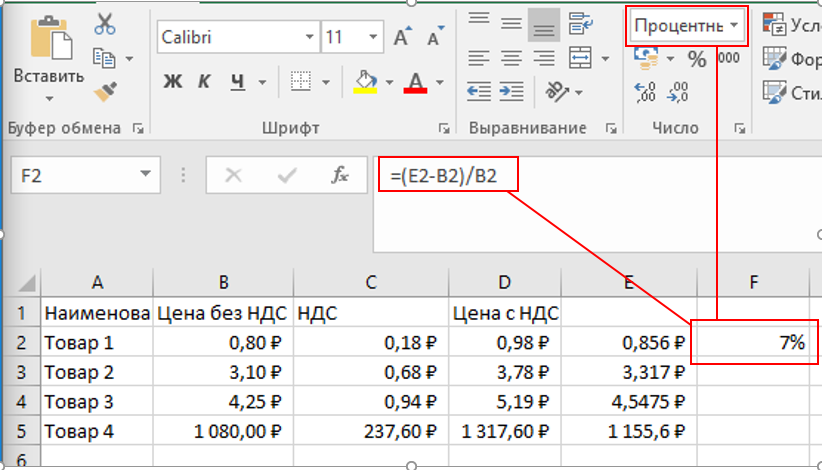 Calibri 11 Процентнь Усл
Вставить Ж К Ч А % 000 Фор
Сти
Буфер обмена Шрифт Выравнивание Число
F2 fx =(E2-B2)/B2
A B C D E F
1 Наименова Цена без НДС НДС Цена с НДС
2 Товар 1 0,80 ₽ 0,18 ₽ 0,98 ₽ 0,856 ₽ 7%
3 Товар 2 3,10 ₽ 0,68 ₽ 3,78 ₽ 3,317 ₽
4 Товар 3 4,25 ₽ 0,94 ₽ 5,19 ₽ 4,5475 ₽
5 Товар 4 1 080,00 ₽ 237,60 ₽ 1 317,60 ₽ 1 155,6 ₽
6